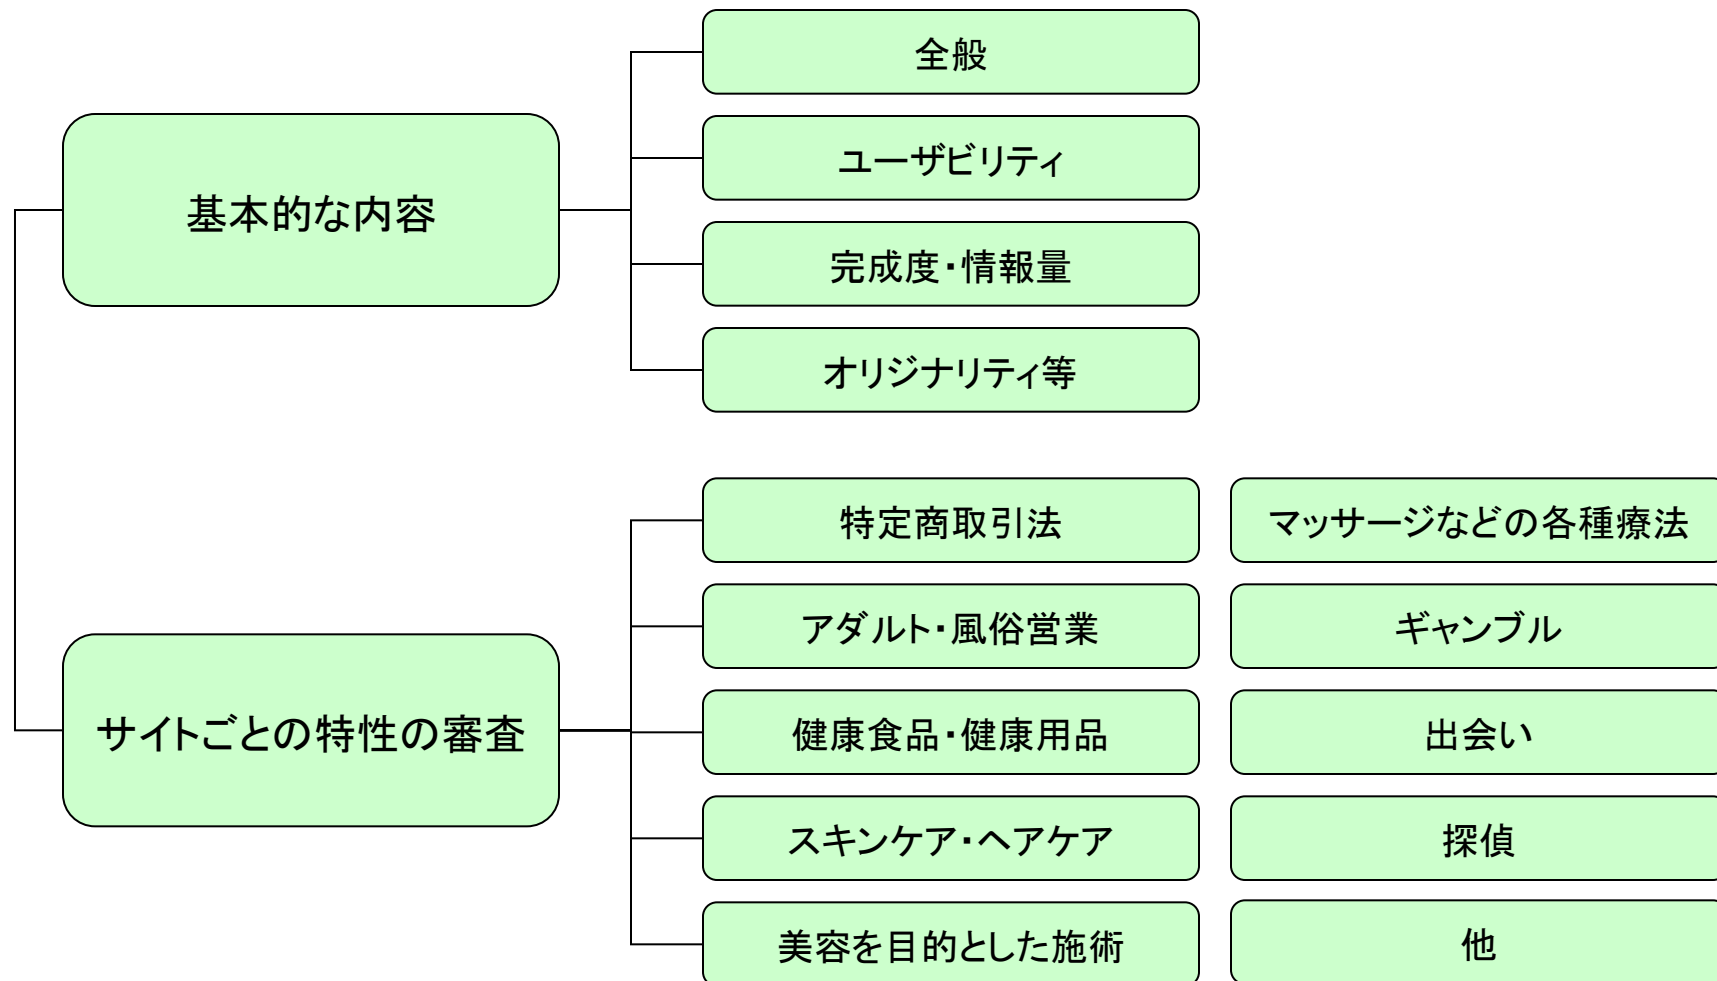 全般
ユーザビリティ
基本的な内容
完成度・情報量
オリジナリティ等
特定商取引法
マッサージなどの各種療法
アダルト・風俗営業
ギャンブル
サイトごとの特性の審査
健康食品・健康用品
出会い
スキンケア・ヘアケア
探偵
美容を目的とした施術
他